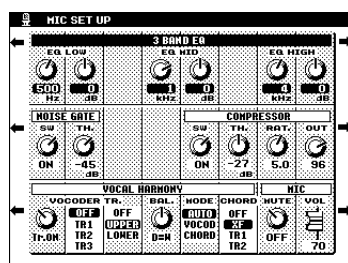 MIC SET UP
3 BAND EQ
EQ LOW EQ MID EQ HIGH
500 0 1 0 4 0
Hz dB kHz dB kHz dB
NOISE GATE COMPRESSOR
SW TH. SW TH. RAT. OUT
ON -45 ON -27 5.0 96
dB dB
VOCAL HARMONY MIC
VOCODER TR. BAL. MODE CHORD MUTE VOL
OFF OFF AUTO OFF
TR1 UPPER VOCOD XF
Tr.ON TR2 LOWER D=W CHORD TR1 OFF
TR3 TR2 70